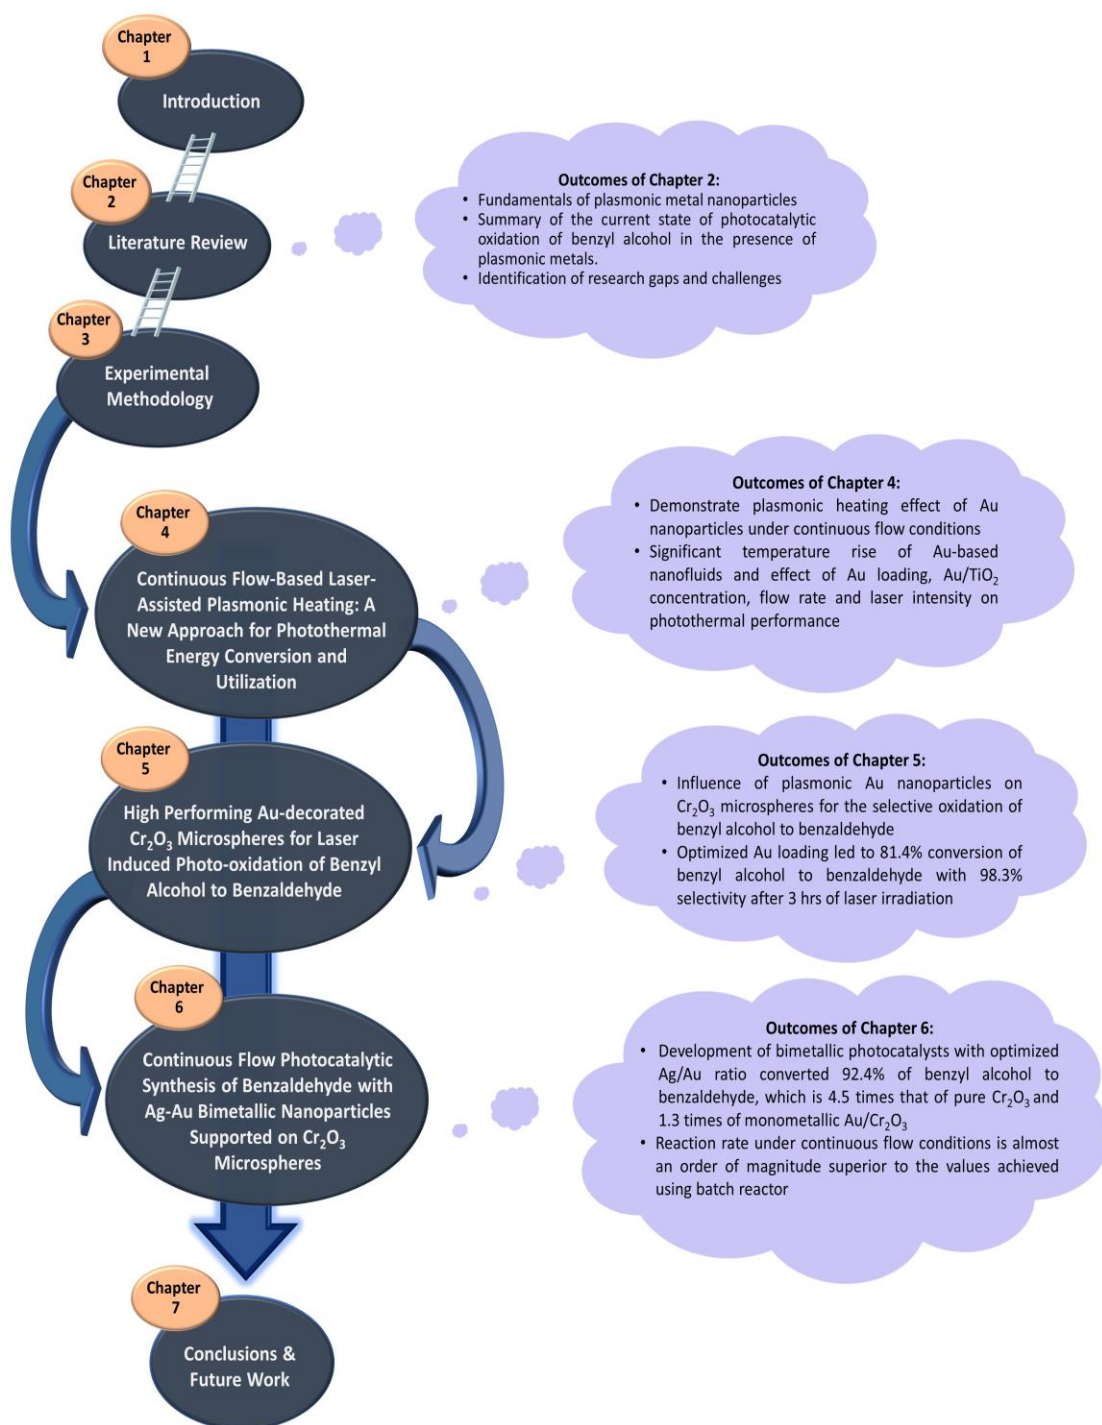 Chapter
1
Introduction
Chapter
2
Literature Review
Outcomes of Chapter 2:
• Fundamentals of plasmonic metal nanoparticles
• Summary of the current state of photocatalytic
oxidation of benzyl alcohol in the presence of
plasmonic metals.
• Identification of research gaps and challenges
Chapter
3
Experimental
Methodology
Chapter
4
Continuous Flow-Based Laser-
Assisted Plasmonic Heating: A
New Approach for Photothermal
Energy Conversion and
Utilization
Outcomes of Chapter 4:
• Demonstrate plasmonic heating effect of Au
nanoparticles under continuous flow conditions
• Significant temperature rise of Au-based
nanofluids and effect of Au loading, Au/TiO₂
concentration, flow rate and laser intensity on
photothermal performance
Chapter
5
High Performing Au-decorated
Cr₂O₃ Microspheres for Laser
Induced Photo-oxidation of Benzyl
Alcohol to Benzaldehyde
Outcomes of Chapter 5:
• Influence of plasmonic Au nanoparticles on
Cr₂O₃ microspheres for the selective oxidation of
benzyl alcohol to benzaldehyde
• Optimized Au loading led to 81.4% conversion of
benzyl alcohol to benzaldehyde with 98.3%
selectivity after 3 hrs of laser irradiation
Chapter
6
Continuous Flow Photocatalytic
Synthesis of Benzaldehyde with
Ag-Au Bimetallic Nanoparticles
Supported on Cr₂O₃
Microspheres
Outcomes of Chapter 6:
• Development of bimetallic photocatalysts with optimized
Ag/Au ratio converted 92.4% of benzyl alcohol to
benzaldehyde, which is 4.5 times that of pure Cr₂O₃ and
1.3 times of monometallic Au/Cr₂O₃
• Reaction rate under continuous flow conditions is almost
an order of magnitude superior to the values achieved
using batch reactor
Chapter
7
Conclusions &
Future Work